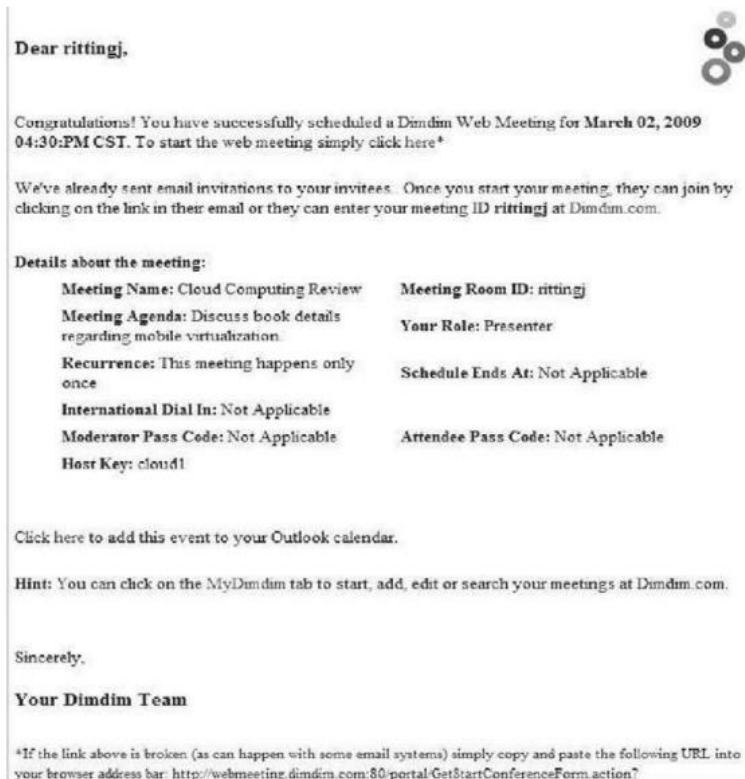 Dear rittingj,
Congratulations! You have successfully scheduled a Dimdim Web Meeting for March 02, 2009
04:30:PM CST. To start the web meeting simply click here*
We've already sent email invitations to your invitees. Once you start your meeting, they can join by
clicking on the link in their email or they can enter your meeting ID rittingj at Dimdim.com.
Details about the meeting:
Meeting Name: Cloud Computing Review Meeting Room ID: rittingj
Meeting Agenda: Discuss book details
regarding mobile virtualization.
Your Role: Presenter
Recurrence: This meeting happens only
once
Schedule Ends At: Not Applicable
International Dial In: Not Applicable
Moderator Pass Code: Not Applicable Attendee Pass Code: Not Applicable
Host Key: cloud1
Click here to add this event to your Outlook calendar.
Hint: You can click on the MyDimdim tab to start, add, edit or search your meetings at Dimdim.com.
Sincerely,
Your Dimdim Team
*If the link above is broken (as can happen with some email systems) simply copy and paste the following URL into
your browser address bar: http://webmeeting.dimdim.com:80/portal/GetStartConferenceForm.action?